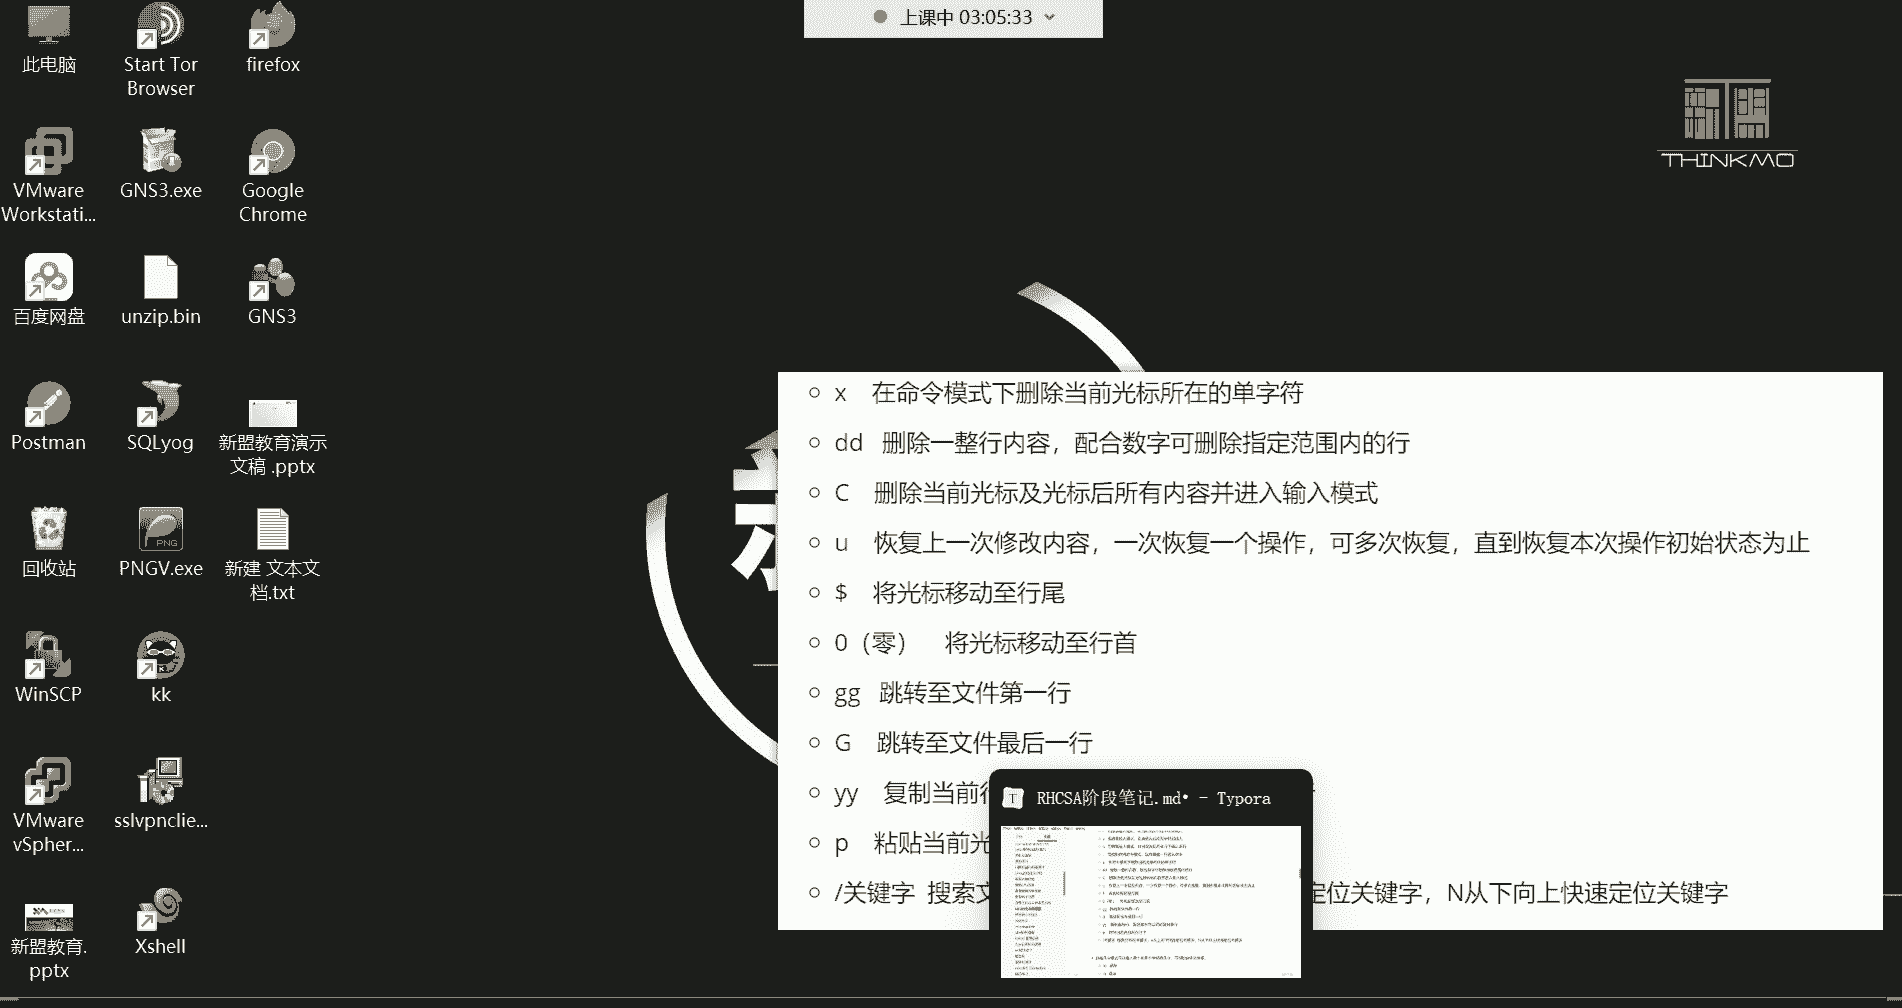 上课中 03:05:33
此电脑
Start Tor
Browser
firefox
THINKMO
VMware
Workstati...
GNS3.exe
Google
Chrome
百度网盘
unzip.bin
GNS3
Postman
SQLyog
新盟教育演示
文稿 .pptx
回收站
PNG
PNGV.exe
新建 文本文
档.txt
WinSCP
kk
VMware
vSpher...
sslvpnclie...
新盟教育.
pptx
Xshell
x 在命令模式下删除当前光标所在的单字符
dd 删除一整行内容，配合数字可删除指定范围内的行
C 删除当前光标及光标后所有内容并进入输入模式
u 恢复上一次修改内容，一次恢复一个操作，可多次恢复，直到恢复本次操作初始状态为止
$ 将光标移动至行尾
0（零） 将光标移动至行首
gg 跳转至文件第一行
G 跳转至文件最后一行
yy 复制当前行
p 粘贴当前光
/关键字 搜索文
定位关键字，N从下向上快速定位关键字
T RHCSA阶段笔记.md• - Typora